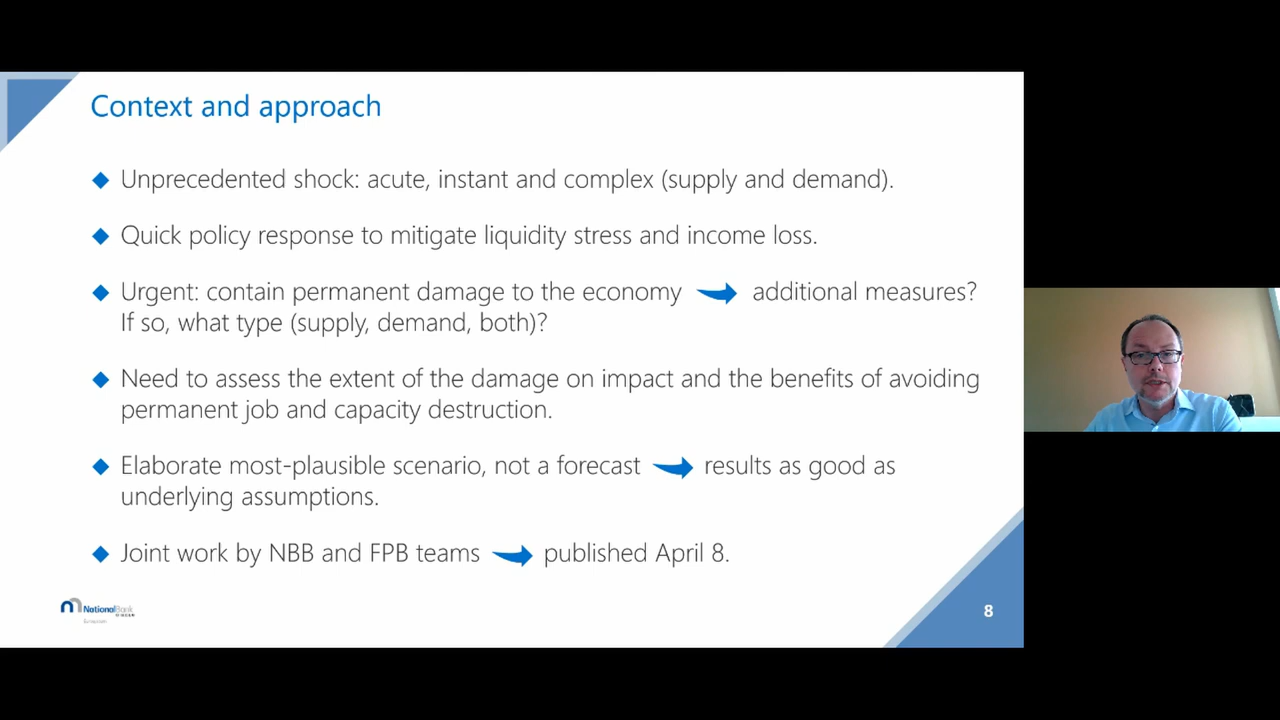 Context and approach
Unprecedented shock: acute, instant and complex (supply and demand).
Quick policy response to mitigate liquidity stress and income loss.
Urgent: contain permanent damage to the economy additional measures?
If so, what type (supply, demand, both)?
Need to assess the extent of the damage on impact and the benefits of avoiding
permanent job and capacity destruction.
Elaborate most-plausible scenario, not a forecast results as good as
underlying assumptions.
Joint work by NBB and FPB teams published April 8.
NationalBank
8